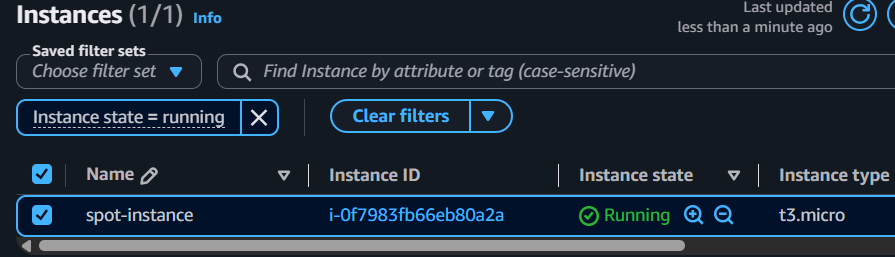 Instances (1/1) Info
Last updated
less than a minute ago
Saved filter sets
Choose filter set
Find Instance by attribute or tag (case-sensitive)
Instance state = running
Clear filters
Name Instance ID Instance state Instance type
spot-instance i-0f7983fb66eb80a2a Running t3.micro